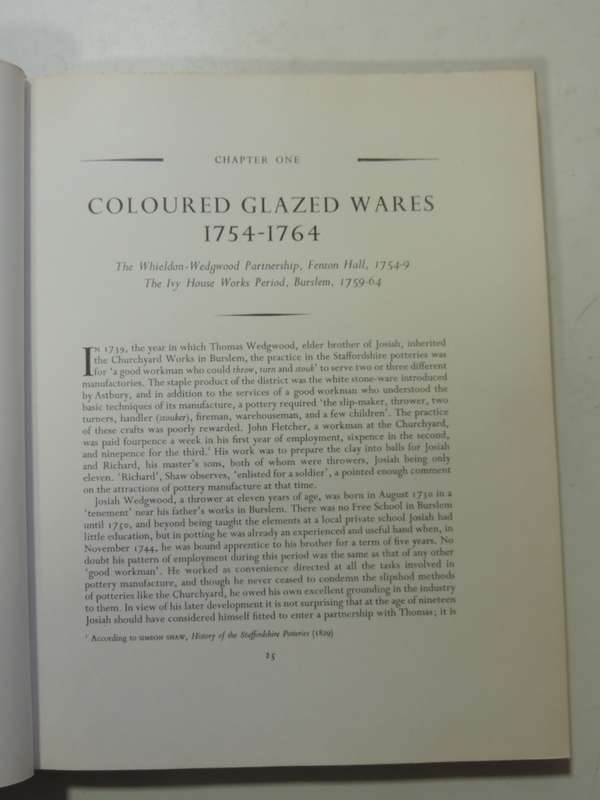 CHAPTER ONE
COLOURED GLAZED WARES
1754-1764
The Whieldon-Wedgwood Partnership, Fenton Hall, 1754-9
The Ivy House Works Period, Burslem, 1759-64
IN 1739, the year in which Thomas Wedgwood, elder brother of Josiah, inherited
the Churchyard Works in Burslem, the practice in the Staffordshire potteries was
for ‘a good workman who could throw, turn and stouk’ to serve two or three different
manufactories. The staple product of the district was the white stone-ware introduced
by Astbury, and in addition to the services of a good workman who understood the
basic techniques of its manufacture, a pottery required ‘the slip-maker, thrower, two
turners, handler (stouker), fireman, warehouseman, and a few children’. The practice
of these crafts was poorly rewarded. John Fletcher, a workman at the Churchyard,
was paid fourpence a week in his first year of employment, sixpence in the second,
and ninepence for the third.¹ His work was to prepare the clay into balls for Josiah
and Richard, his master’s sons, both of whom were throwers, Josiah being only
eleven. ‘Richard’, Shaw observes, ‘enlisted for a soldier’, a pointed enough comment
on the attractions of pottery manufacture at that time.
Josiah Wedgwood, a thrower at eleven years of age, was born in August 1730 in a
‘tenement’ near his father’s works in Burslem. There was no Free School in Burslem
until 1750, and beyond being taught the elements at a local private school Josiah had
little education, but in potting he was already an experienced and useful hand when, in
November 1744, he was bound apprentice to his brother for a term of five years. No
doubt his pattern of employment during this period was the same as that of any other
‘good workman’. He worked as convenience directed at all the tasks involved in
pottery manufacture, and though he never ceased to condemn the slipshod methods
of potteries like the Churchyard, he owed his own excellent grounding in the industry
to them. In view of his later development it is not surprising that at the age of nineteen
Josiah should have considered himself fitted to enter a partnership with Thomas; it is
¹ According to SIMEON SHAW, History of the Staffordshire Potteries (1829)
25